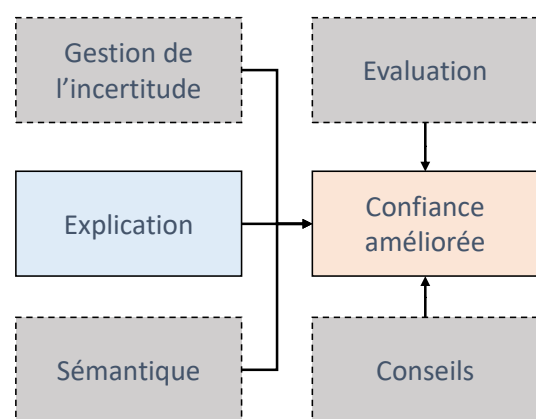 Gestion de
l’incertitude
Evaluation
Explication
Confiance
améliorée
Sémantique
Conseils